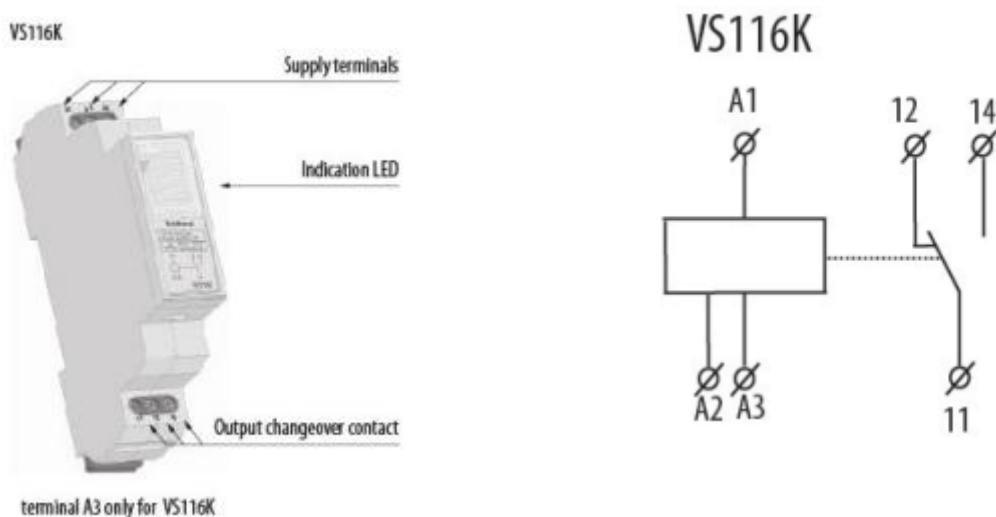 VS116K
Supply terminals
Indication LED
Output changeover contact
terminal A3 only for VS116K
VS116K
A1
12
14
A2
A3
11